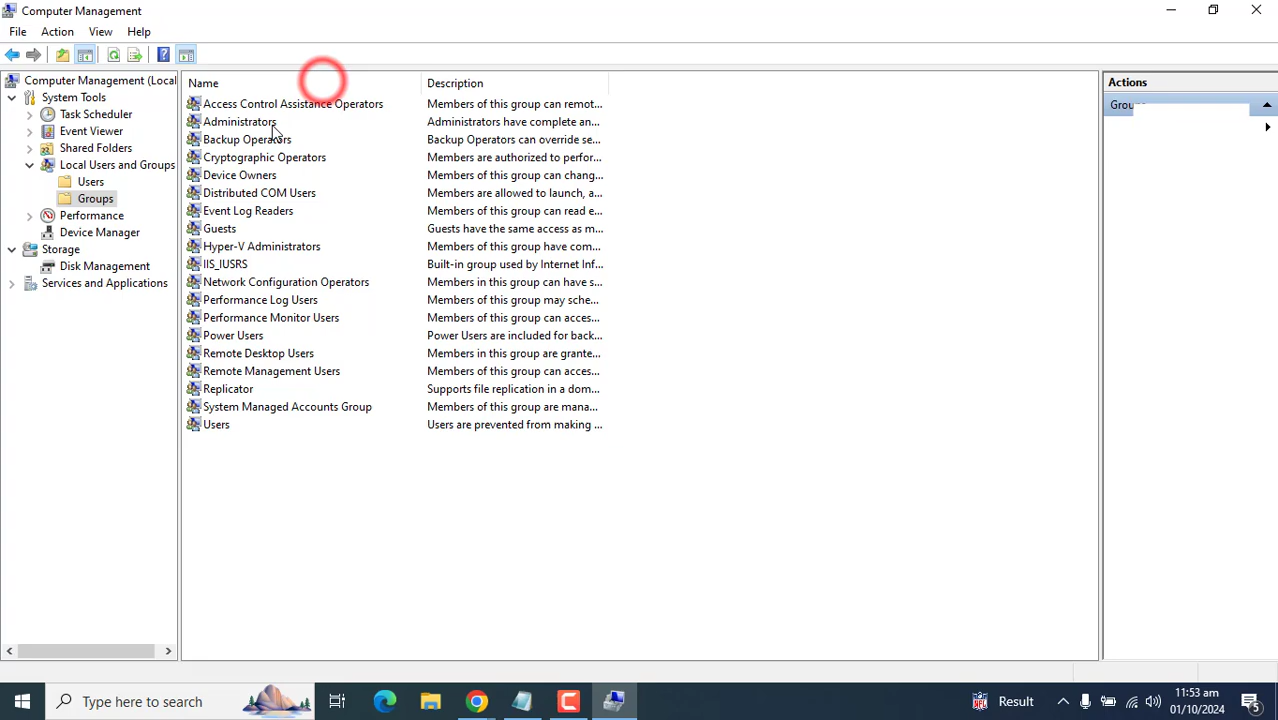 Computer Management
File Action View Help
Computer Management (Local
System Tools
Task Scheduler
Event Viewer
Shared Folders
Local Users and Groups
Users
Groups
Performance
Device Manager
Storage
Disk Management
Services and Applications
Name Description
Access Control Assistance Operators Members of this group can remot...
Administrators Administrators have complete an...
Backup Operators Backup Operators can override se...
Cryptographic Operators Members are authorized to perfor...
Device Owners Members of this group can chang...
Distributed COM Users Members are allowed to launch, a...
Event Log Readers Members of this group can read e...
Guests Guests have the same access as m...
Hyper-V Administrators Members of this group have com...
IIS_IUSRS Built-in group used by Internet Inf...
Network Configuration Operators Members in this group can have s...
Performance Log Users Members of this group may sche...
Performance Monitor Users Members of this group can acces...
Power Users Power Users are included for back...
Remote Desktop Users Members in this group are grante...
Remote Management Users Members of this group can acces...
Replicator Supports file replication in a dom...
System Managed Accounts Group Members of this group are mana...
Users Users are prevented from making ...
Actions
Type here to search
Result
11:53 am
01/10/2024
5